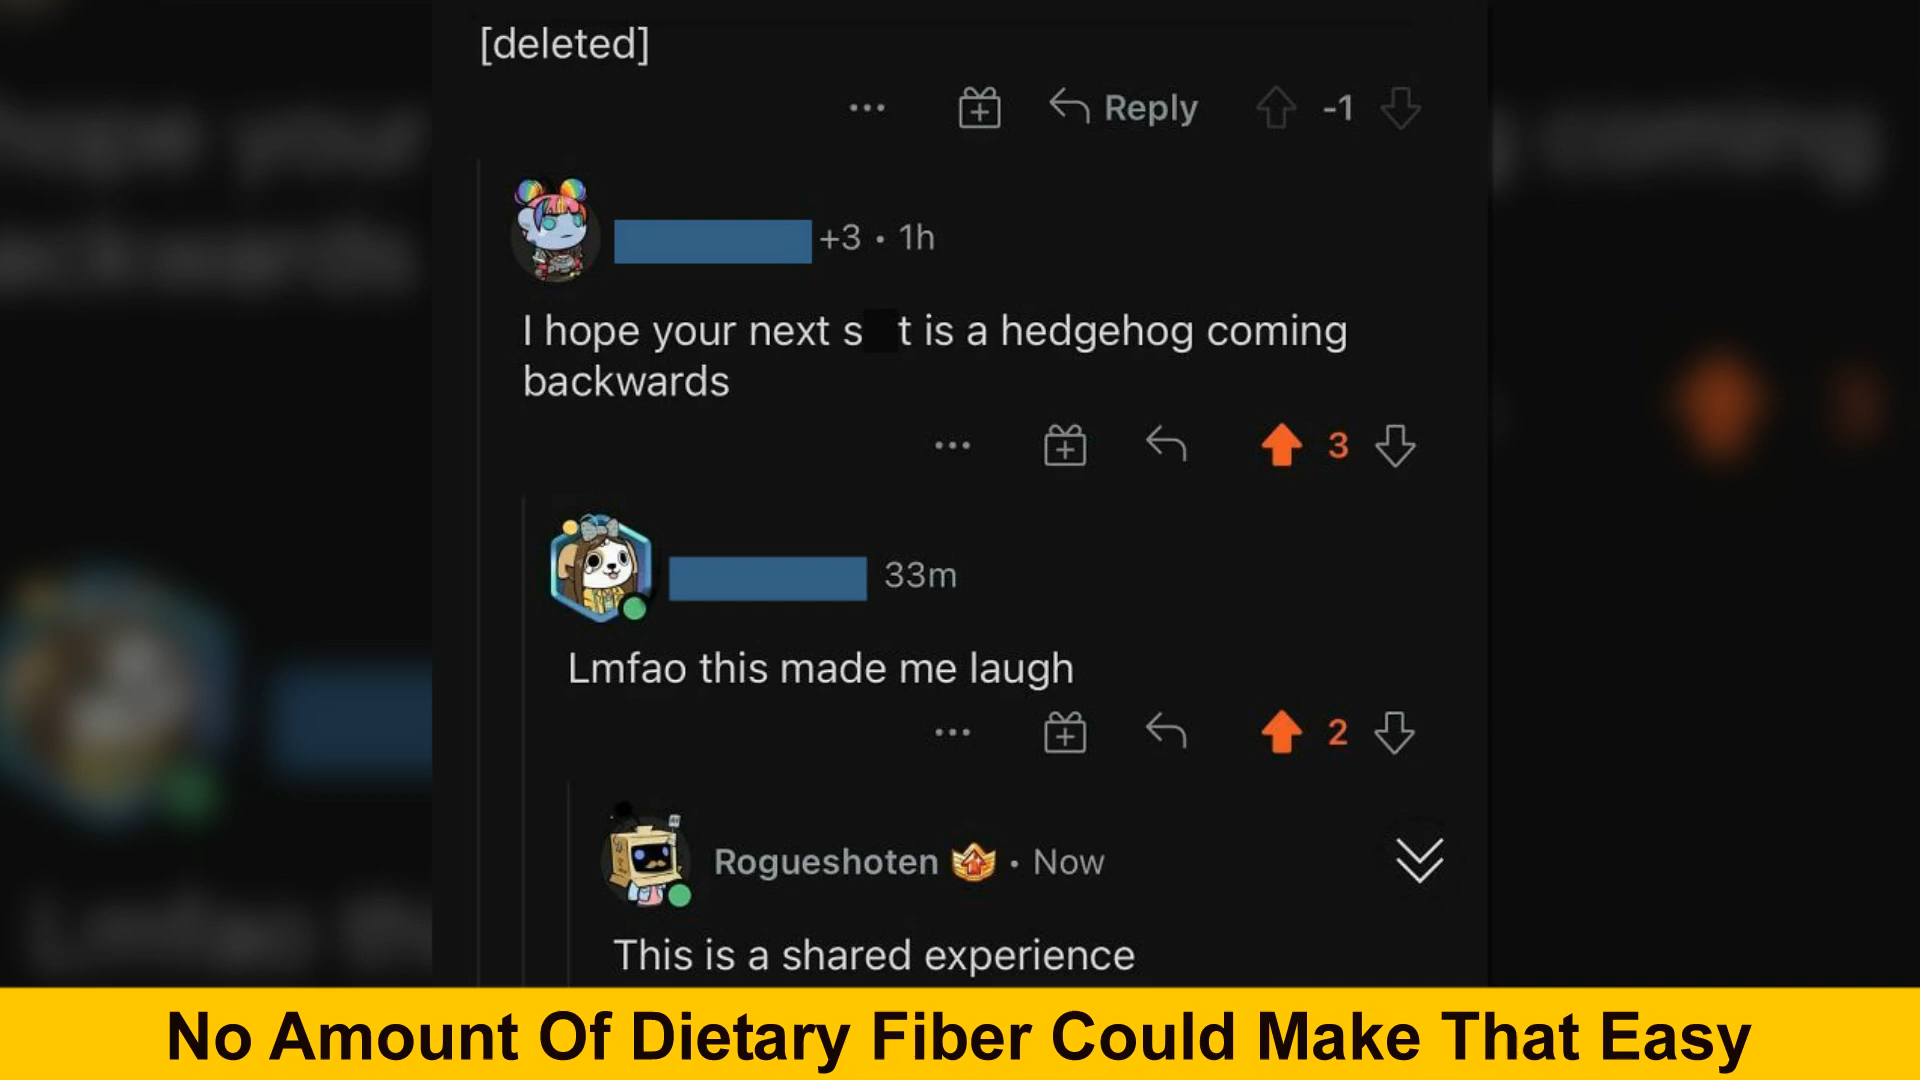 [deleted]
... Reply -1
+3 • 1h
I hope your next s t is a hedgehog coming
backwards
... 3
33m
Lmfao this made me laugh
... 2
Rogueshoten • Now
This is a shared experience
No Amount Of Dietary Fiber Could Make That Easy